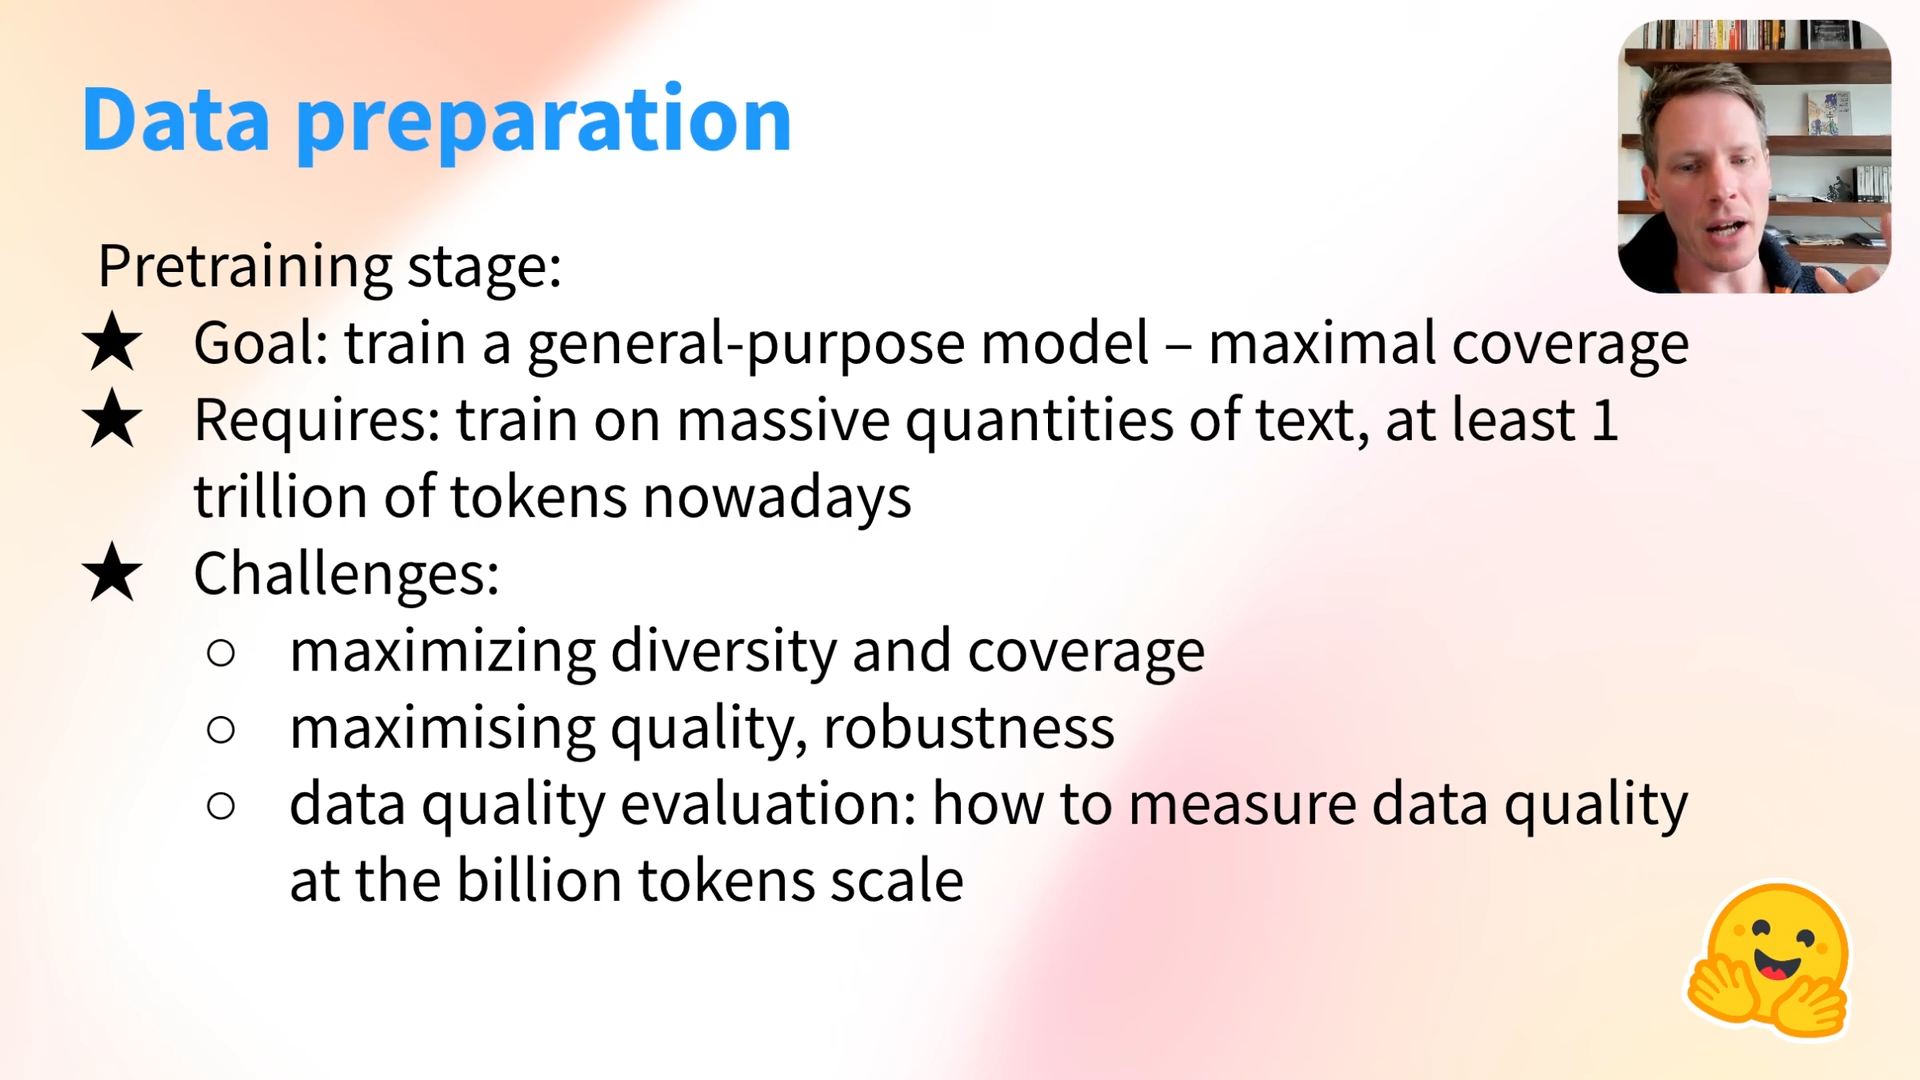 Data preparation
Pretraining stage:
★ Goal: train a general-purpose model – maximal coverage
★ Requires: train on massive quantities of text, at least 1
trillion of tokens nowadays
★ Challenges:
○ maximizing diversity and coverage
○ maximising quality, robustness
○ data quality evaluation: how to measure data quality
at the billion tokens scale